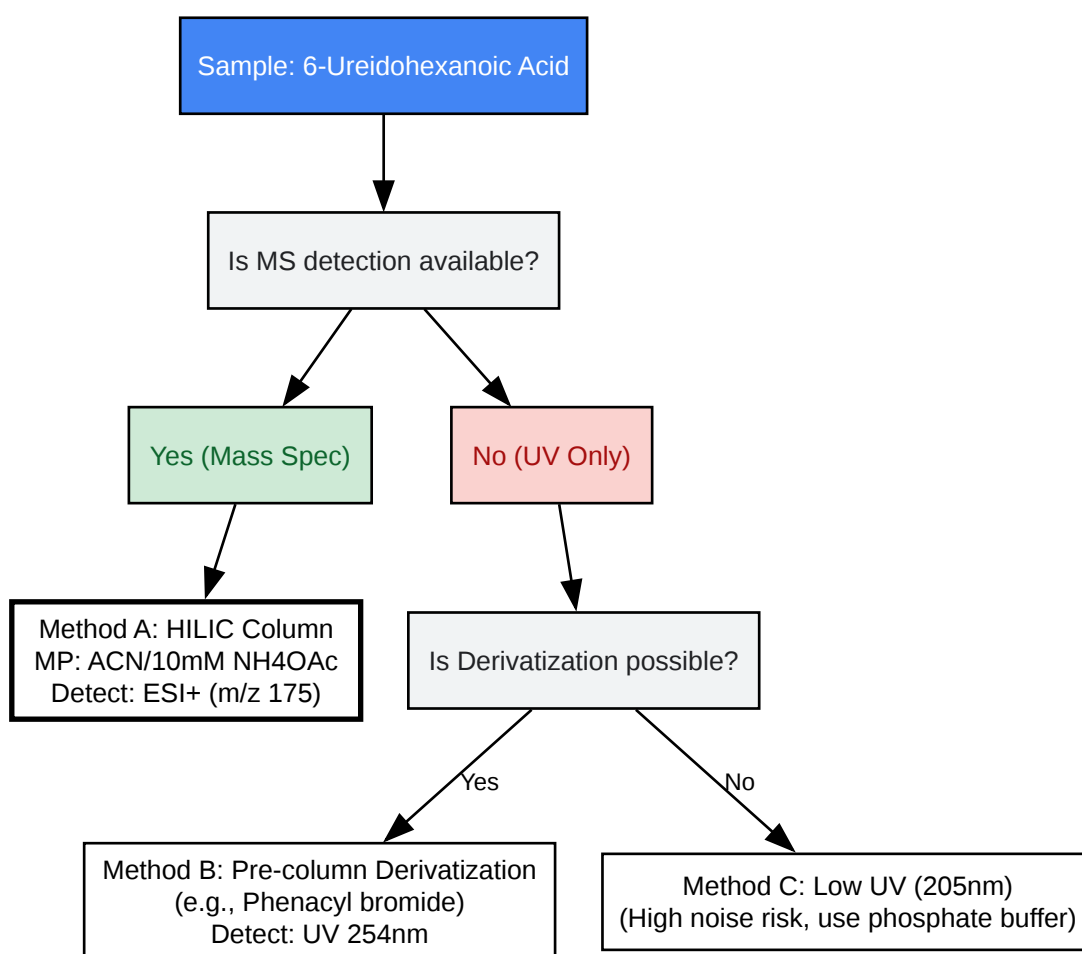 Sample: 6-Ureidohexanoic Acid
Is MS detection available?
Yes (Mass Spec)
No (UV Only)
Method A: HILIC Column
MP: ACN/10mM NH4OAc
Detect: ESI+ (m/z 175)
Is Derivatization possible?
Yes
No
Method B: Pre-column Derivatization
(e.g., Phenacyl bromide)
Detect: UV 254nm
Method C: Low UV (205nm)
(High noise risk, use phosphate buffer)